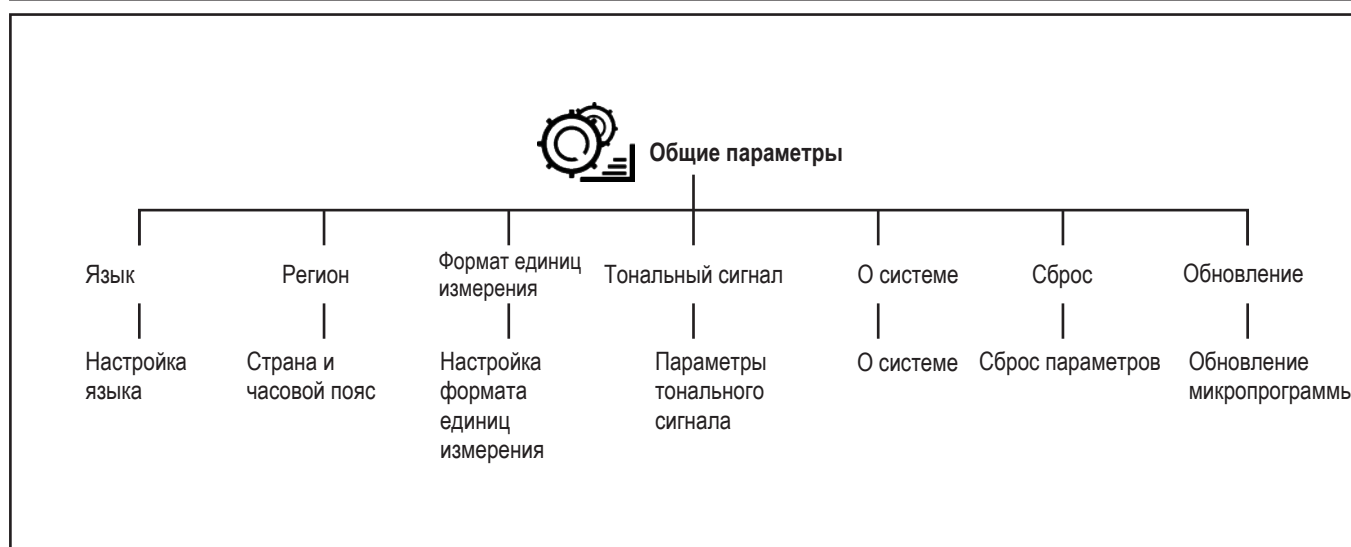 Общие параметры
Язык
Регион
Формат единиц
измерения
Тональный сигнал
О системе
Сброс
Обновление
Настройка
языка
Страна и
часовой пояс
Настройка
формата
единиц
измерения
Параметры
тонального
сигнала
О системе
Сброс параметров
Обновление
микропрограммы